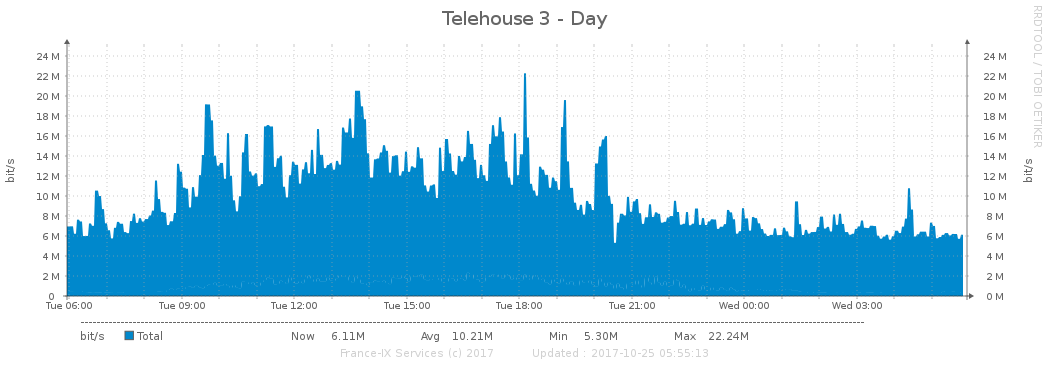 Telehouse 3 - Day
RRDTOOL / TOBI OETIKER
bit/s
24 M 24 M
22 M 22 M
20 M 20 M
18 M 18 M
16 M 16 M
14 M 14 M
12 M 12 M
10 M 10 M
8 M 8 M
6 M 6 M
4 M 4 M
2 M 2 M
0 0 M
bit/s
Tue 06:00 Tue 09:00 Tue 12:00 Tue 15:00 Tue 18:00 Tue 21:00 Wed 00:00 Wed 03:00
bit/s Total Now 6.11M Avg 10.21M Min 5.30M Max 22.24M
France-IX Services (c) 2017 Updated : 2017-10-25 05:55:13